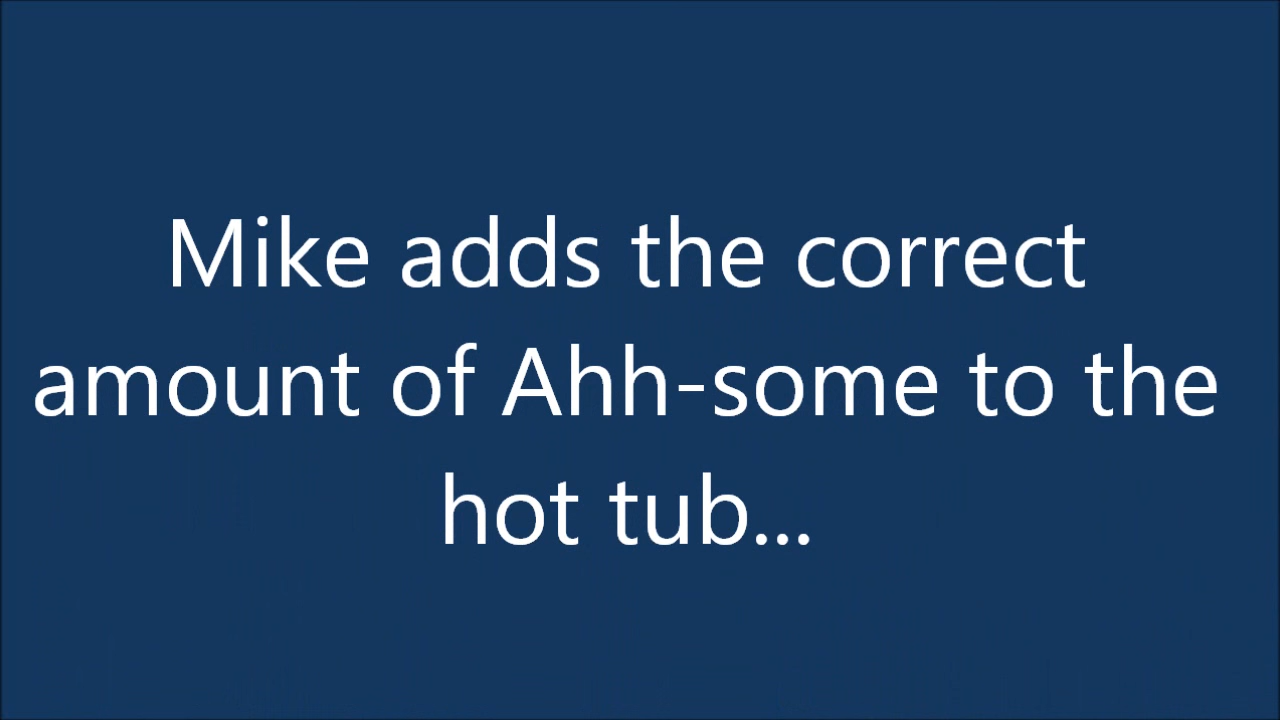 Mike adds the correct
amount of Ahh-some to the
hot tub...